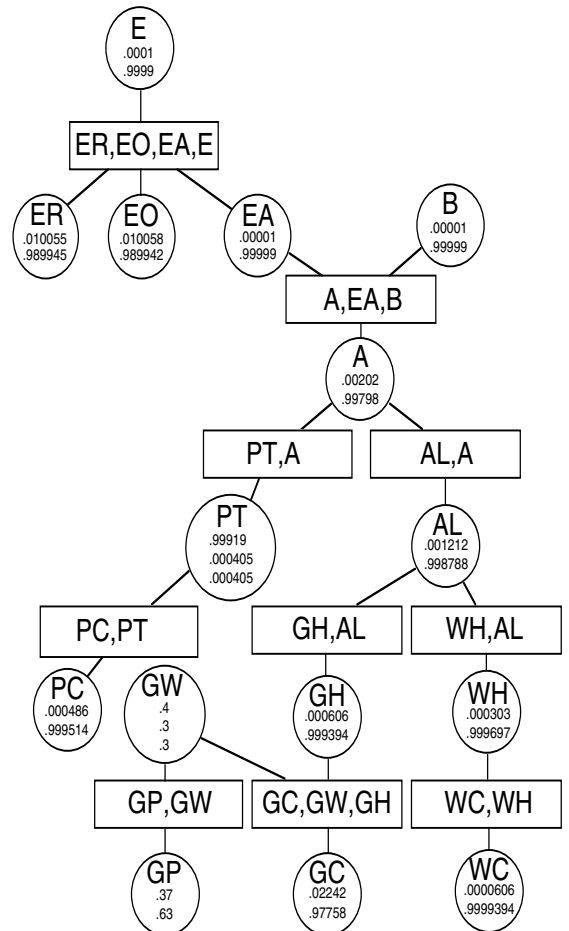 E
.0001
.9999
ER,EO,EA,E
ER
.010055
.989945
EO
.010058
.989942
EA
.00001
.99999
B
.00001
.99999
A,EA,B
A
.00202
.99798
PT,A
AL,A
PT
.99919
.000405
.000405
AL
.001212
.998788
PC,PT
GH,AL
WH,AL
PC
.000486
.999514
GW
.4
.3
.3
GH
.000606
.999394
WH
.000303
.999697
GP,GW
GC,GW,GH
WC,WH
GP
.37
.63
GC
.02242
.97758
WC
.0000606
.9999394